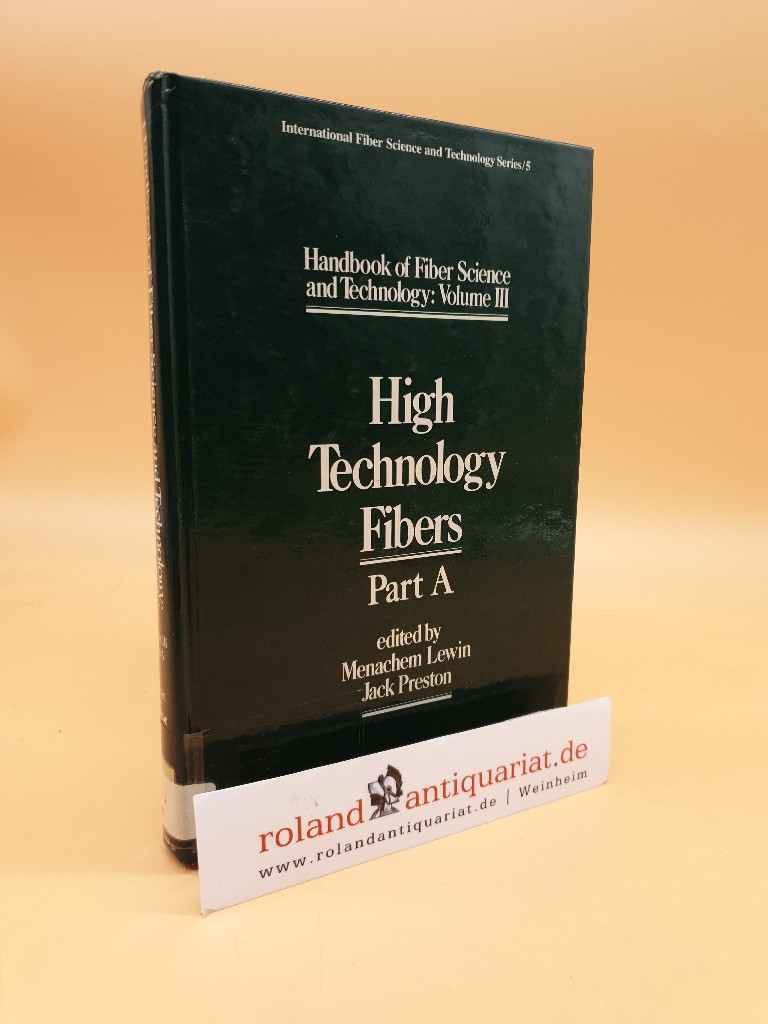 International Fiber Science and Technology Series/5
Handbook of Fiber Science
and Technology: Volume III
High
Technology
Fibers
Part A
edited by
Menachem Lewin
Jack Preston
roland antiquariat.de
www.rolandantiquariat.de | Weinheim